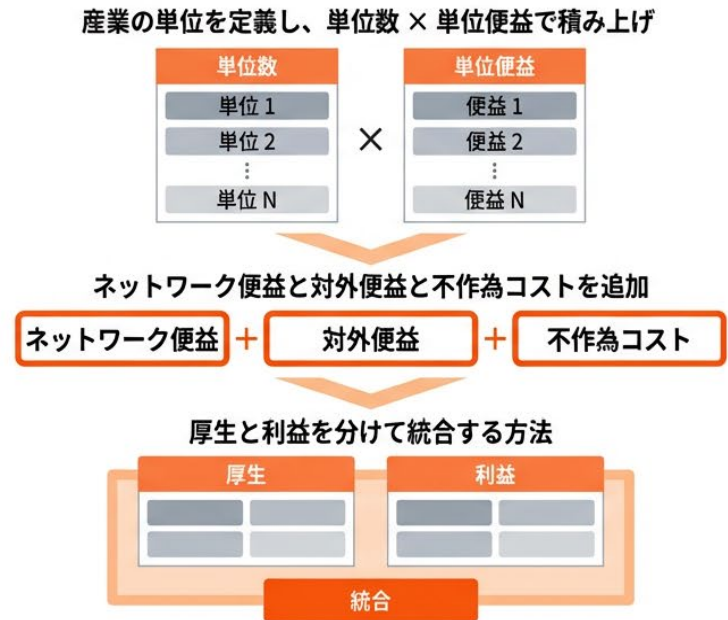 産業の単位を定義し、単位数 × 単位便益で積み上げ
単位数
単位 1
単位 2
⋮
単位 N
×
単位便益
便益 1
便益 2
⋮
便益 N
ネットワーク便益と対外便益と不作為コストを追加
ネットワーク便益 + 対外便益 + 不作為コスト
厚生と利益を分けて統合する方法
厚生
利益
統合